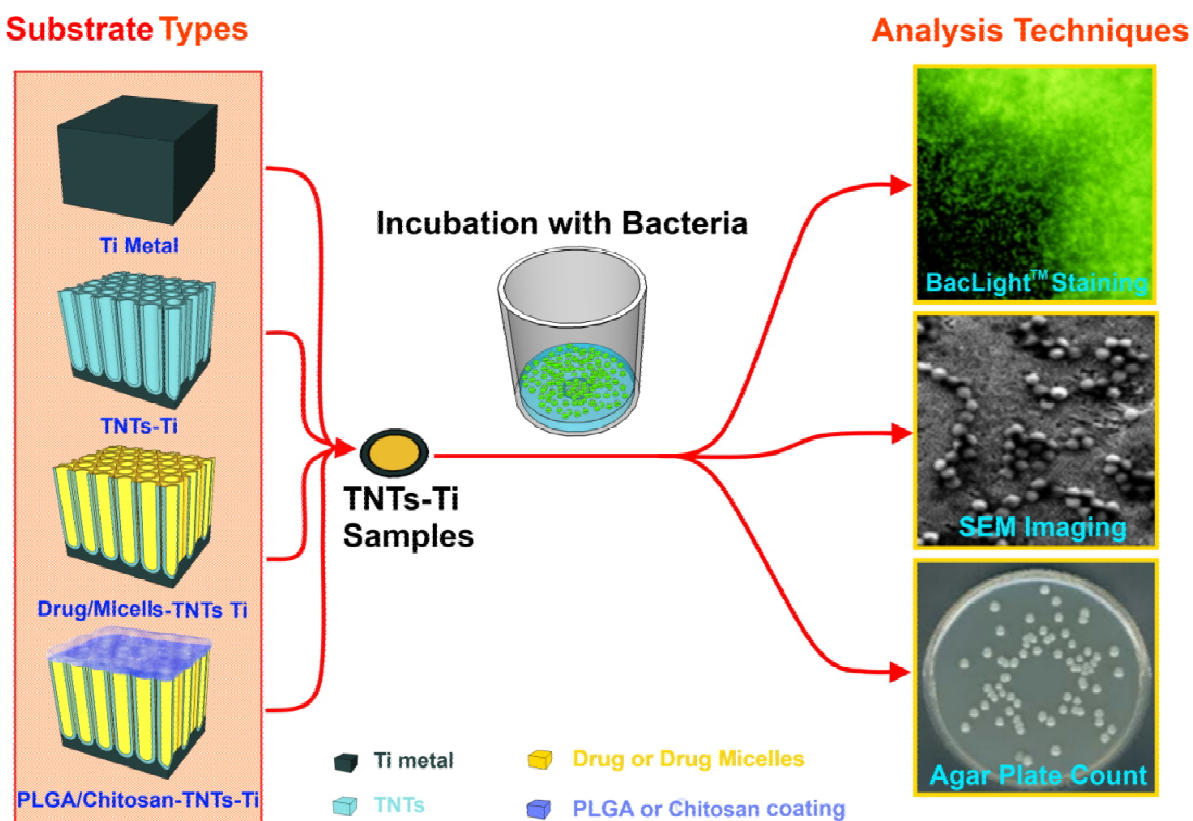 Substrate Types
Ti Metal
TNTs-Ti
Drug/Micells-TNTs Ti
PLGA/Chitosan-TNTs-Ti
Incubation with Bacteria
TNTs-Ti
Samples
Ti metal
TNTs
Drug or Drug Micelles
PLGA or Chitosan coating
Analysis Techniques
BacLight™ Staining
SEM Imaging
Agar Plate Count